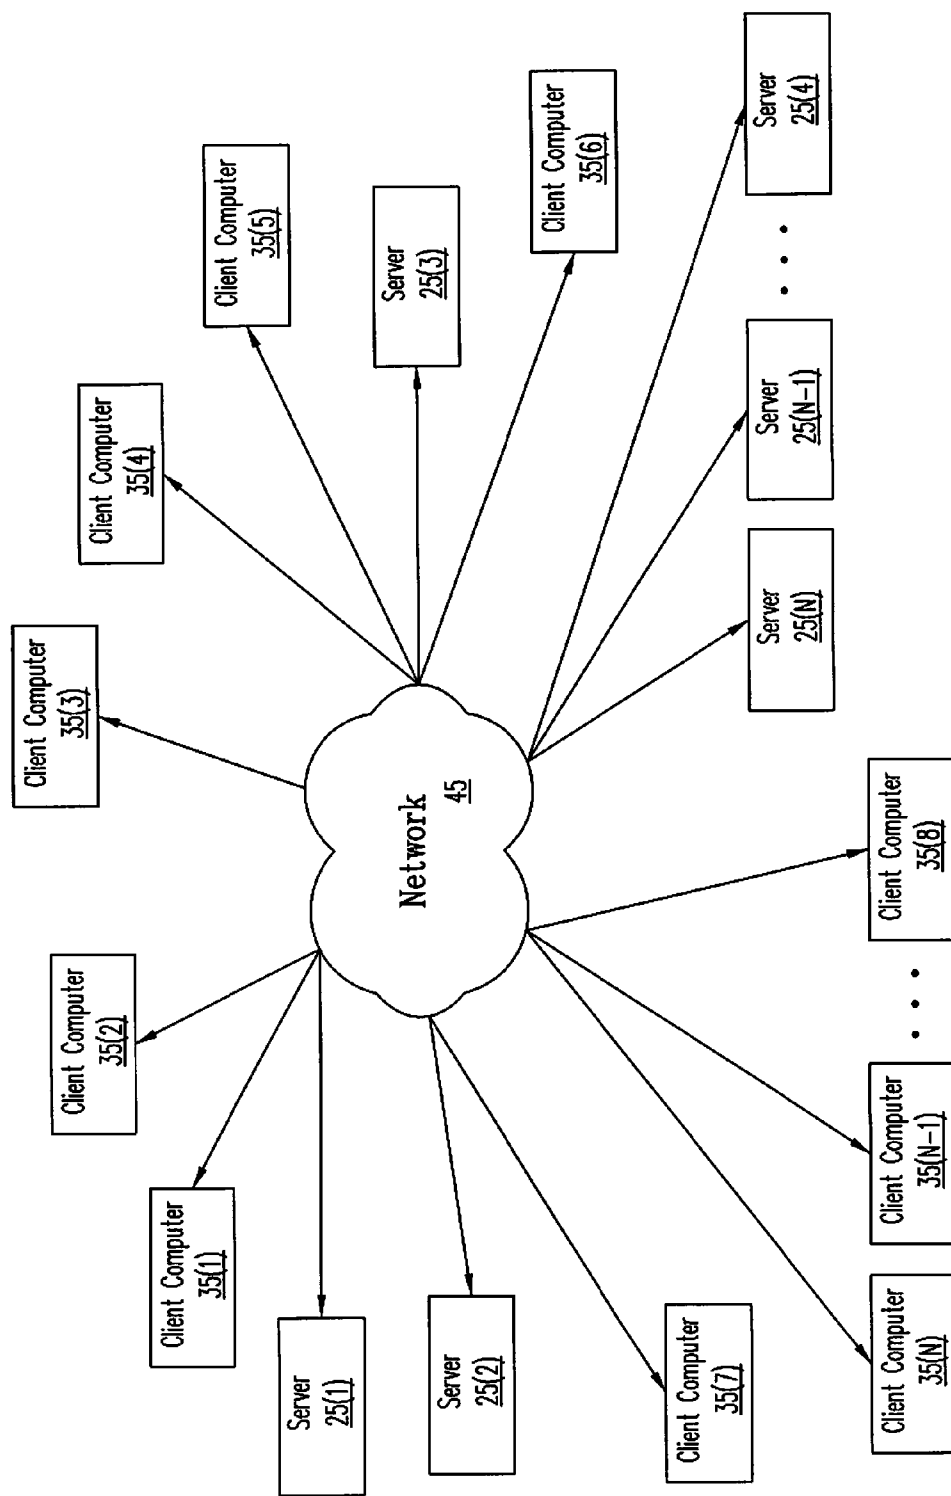 Client Computer
35(3)
Client Computer
35(2)
Client Computer
35(4)
Client Computer
35(1)
Client Computer
35(5)
Server
25(1)
Server
25(3)
Network
45
Server
25(2)
Client Computer
35(6)
Client Computer
35(7)
Server
25(N)
Server
25(N-1)
. . .
Server
25(4)
Client Computer
35(N)
Client Computer
35(N-1)
. . .
Client Computer
35(8)